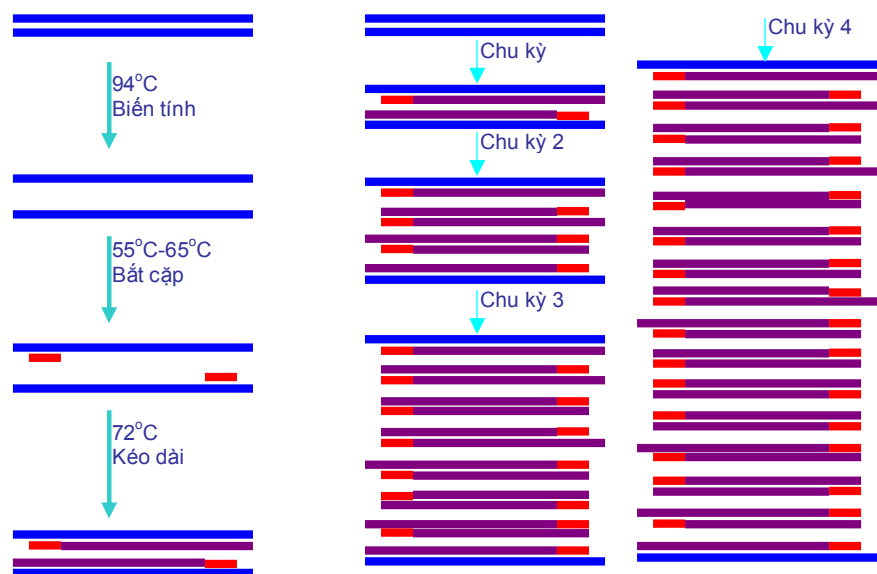 94°C
Biến tính
55°C-65°C
Bắt cặp
72°C
Kéo dài
Chu kỳ
Chu kỳ 2
Chu kỳ 3
Chu kỳ 4